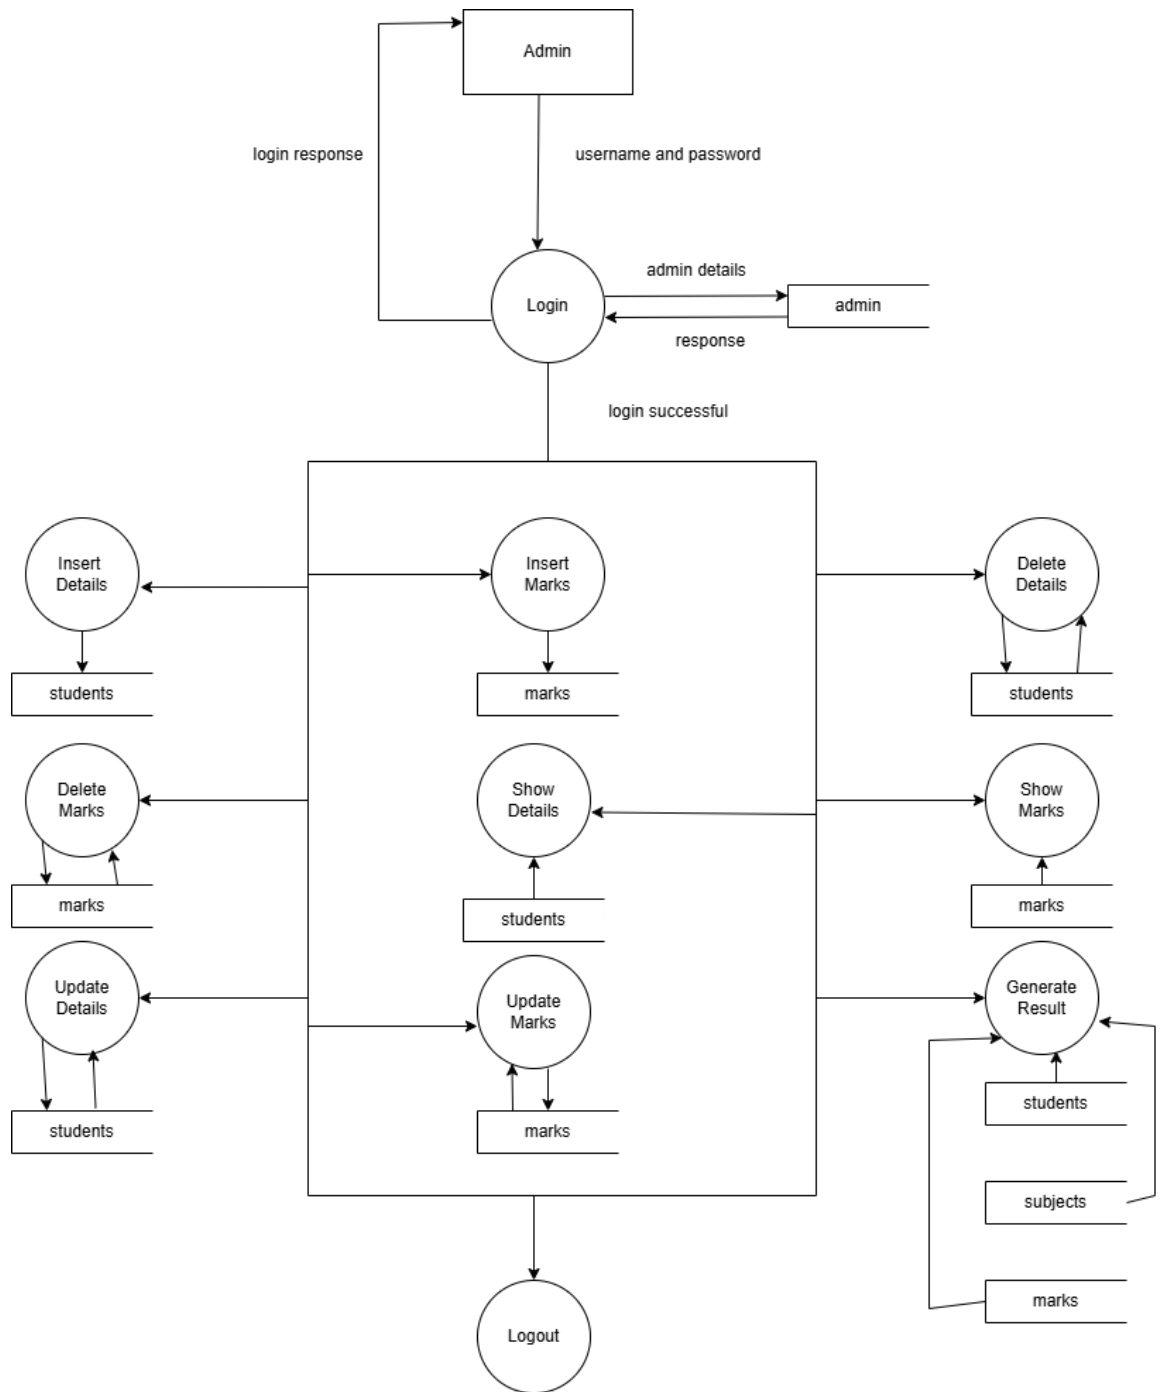 Admin
login response
username and password
Login
admin details
admin
response
login successful
Insert
Details
Insert
Marks
Delete
Details
students
marks
students
Delete
Marks
Show
Details
Show
Marks
marks
students
marks
Update
Details
Update
Marks
Generate
Result
students
marks
students
subjects
marks
Logout